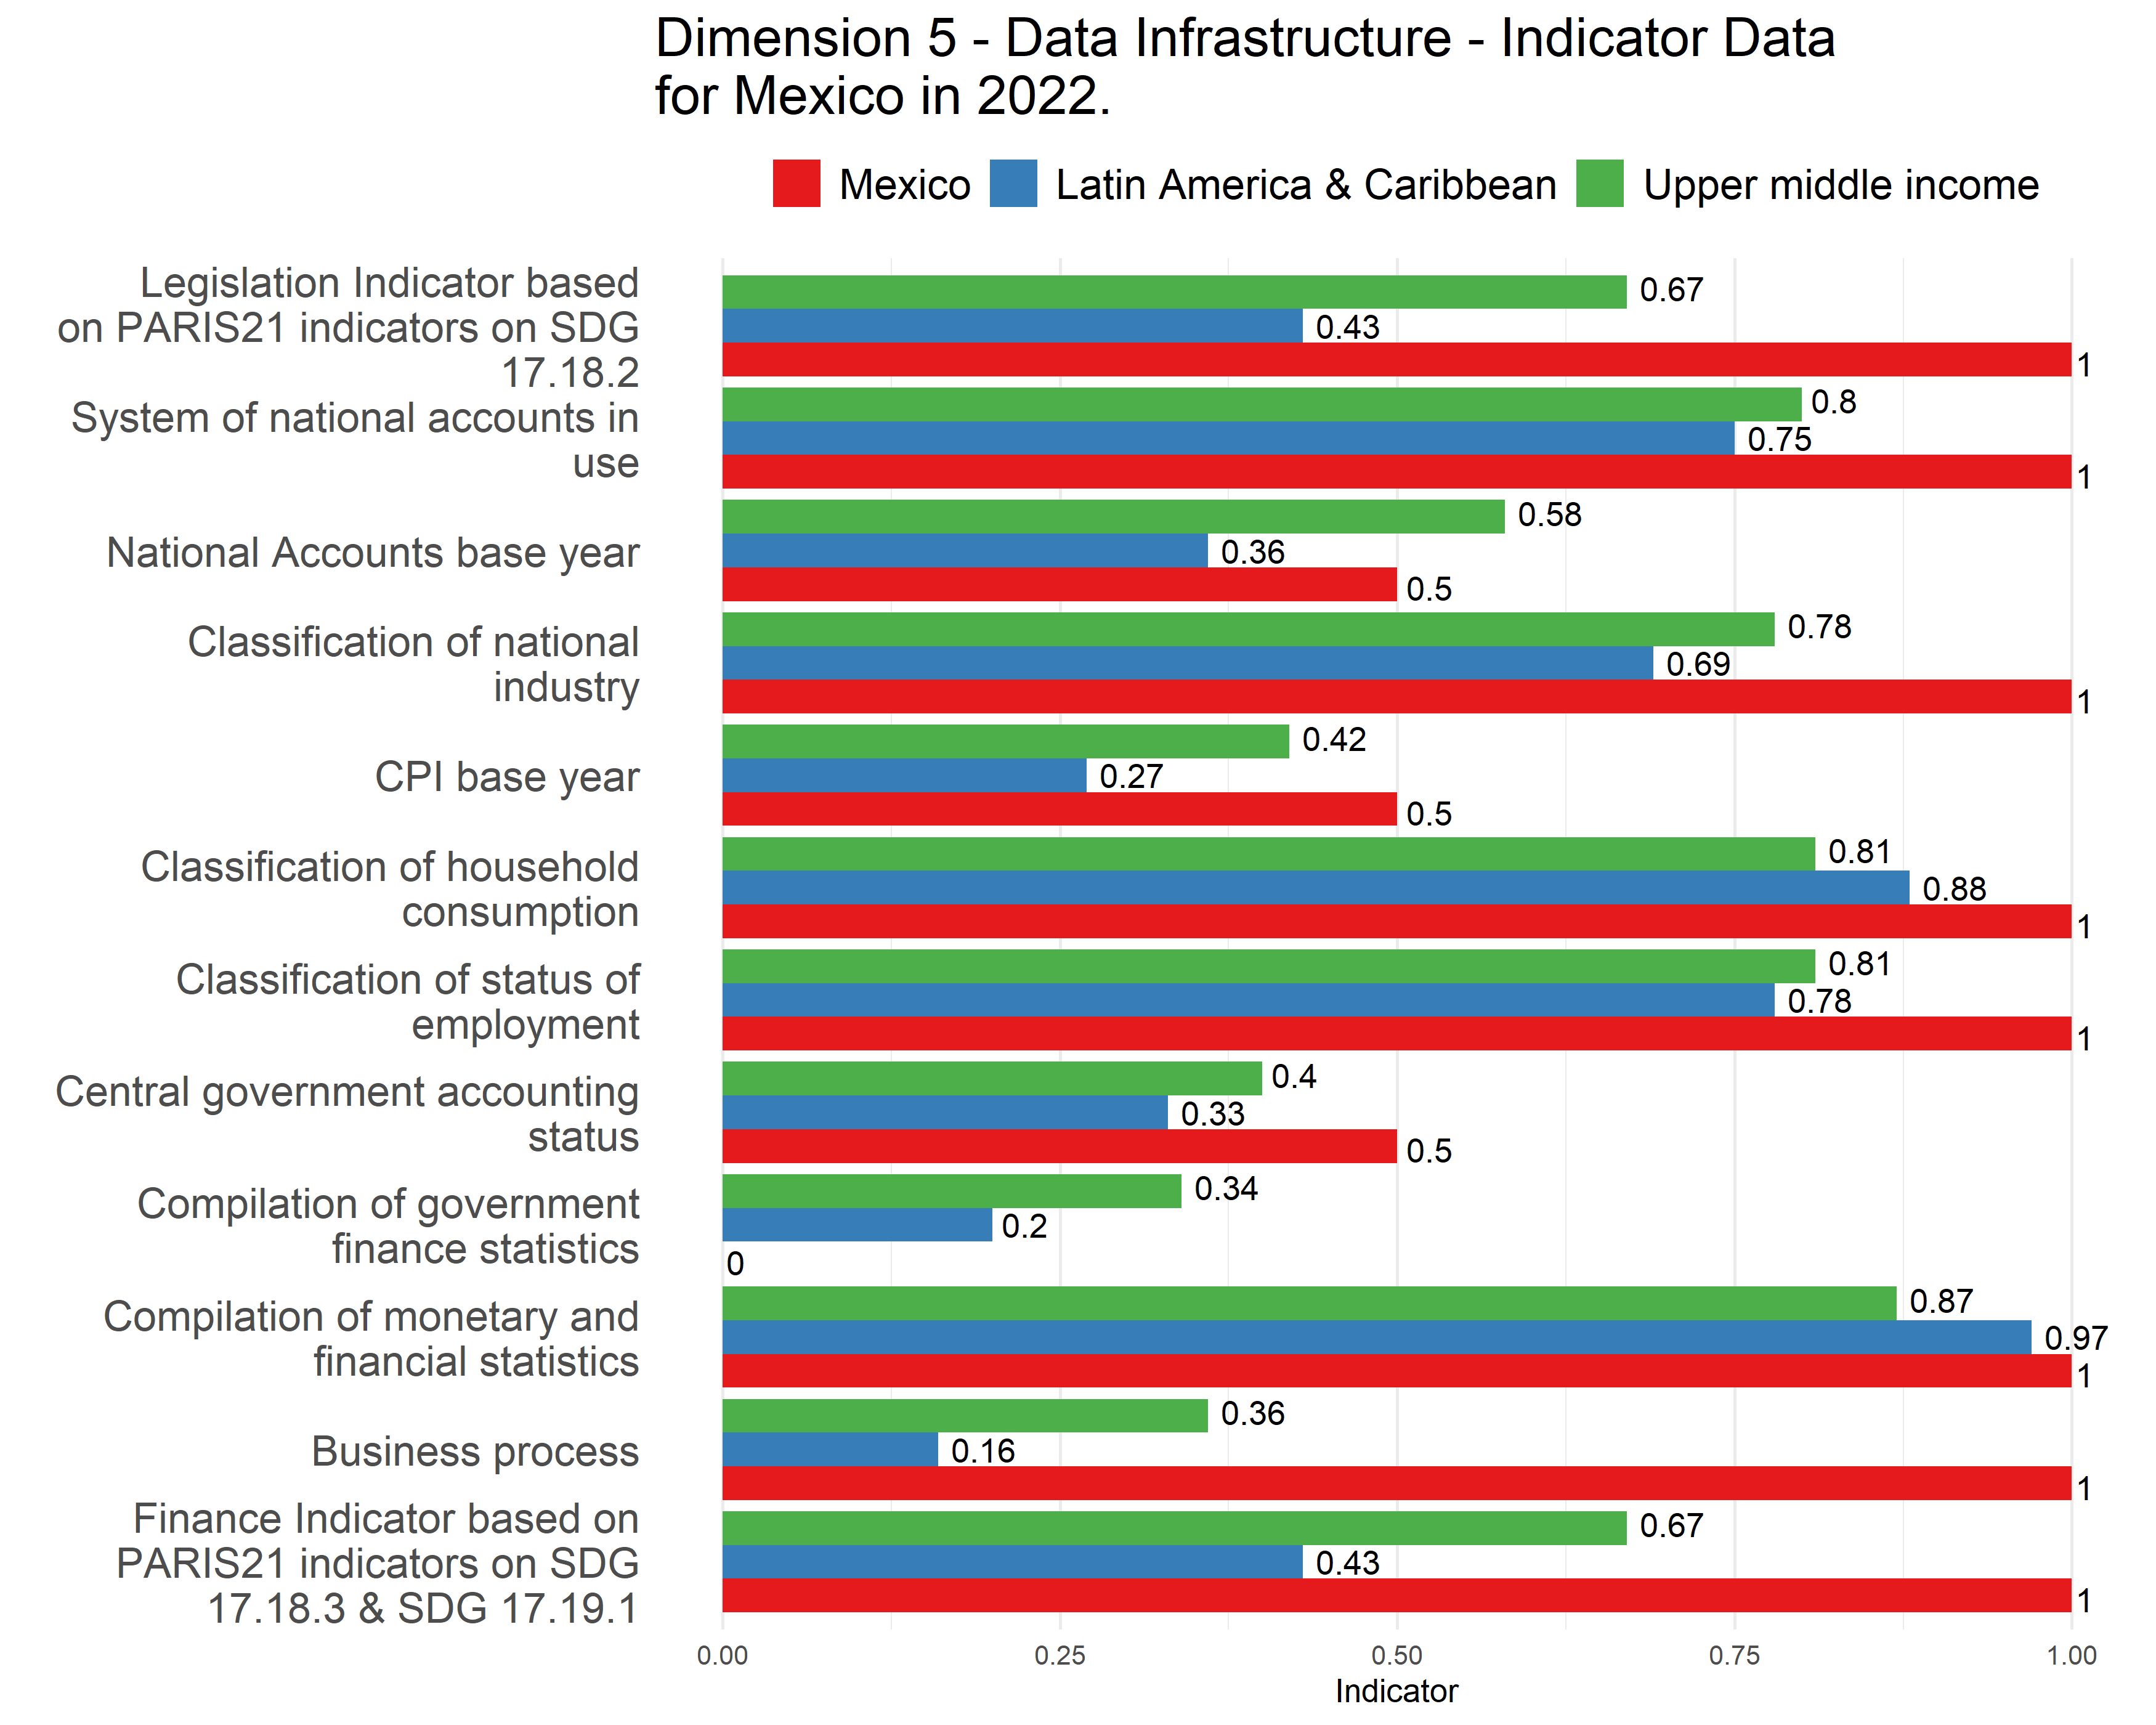 Dimension 5 - Data Infrastructure - Indicator Data
for Mexico in 2022.
Mexico Latin America & Caribbean Upper middle income
Legislation Indicator based
on PARIS21 indicators on SDG
17.18.2
0.67
0.43
1
System of national accounts in
use
0.8
0.75
1
National Accounts base year
0.58
0.36
0.5
Classification of national
industry
0.78
0.69
1
CPI base year
0.42
0.27
0.5
Classification of household
consumption
0.81
0.88
1
Classification of status of
employment
0.81
0.78
1
Central government accounting
status
0.4
0.33
0.5
Compilation of government
finance statistics
0.34
0.2
0
Compilation of monetary and
financial statistics
0.87
0.97
1
Business process
0.36
0.16
1
Finance Indicator based on
PARIS21 indicators on SDG
17.18.3 & SDG 17.19.1
0.67
0.43
1
0.00 0.25 0.50 0.75 1.00
Indicator